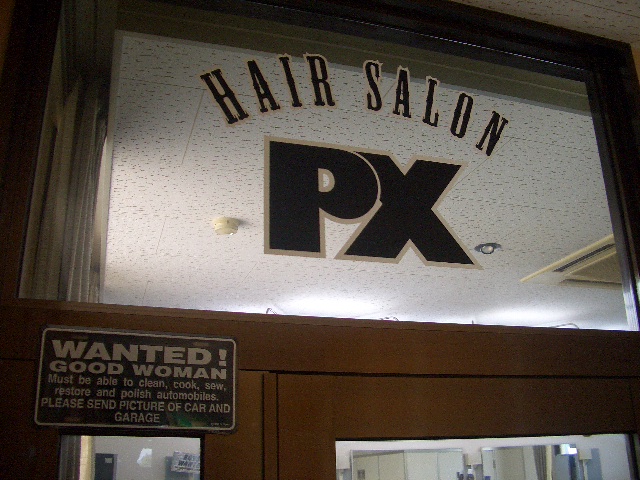 HAIR SALON
PX
WANTED!
GOOD WOMAN
Must be able to clean, cook, sew,
restore and polish automobiles.
PLEASE SEND PICTURE OF CAR AND
GARAGE